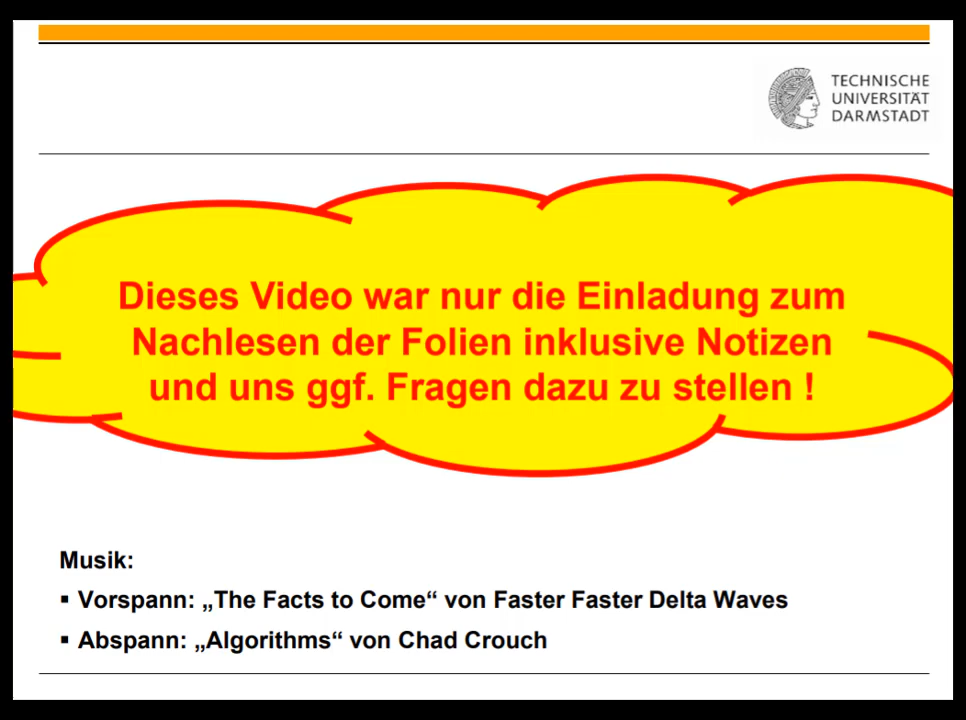 TECHNISCHE
UNIVERSITÄT
DARMSTADT
Dieses Video war nur die Einladung zum
Nachlesen der Folien inklusive Notizen
und uns ggf. Fragen dazu zu stellen !
Musik:
▪ Vorspann: „The Facts to Come“ von Faster Faster Delta Waves
▪ Abspann: „Algorithms“ von Chad Crouch